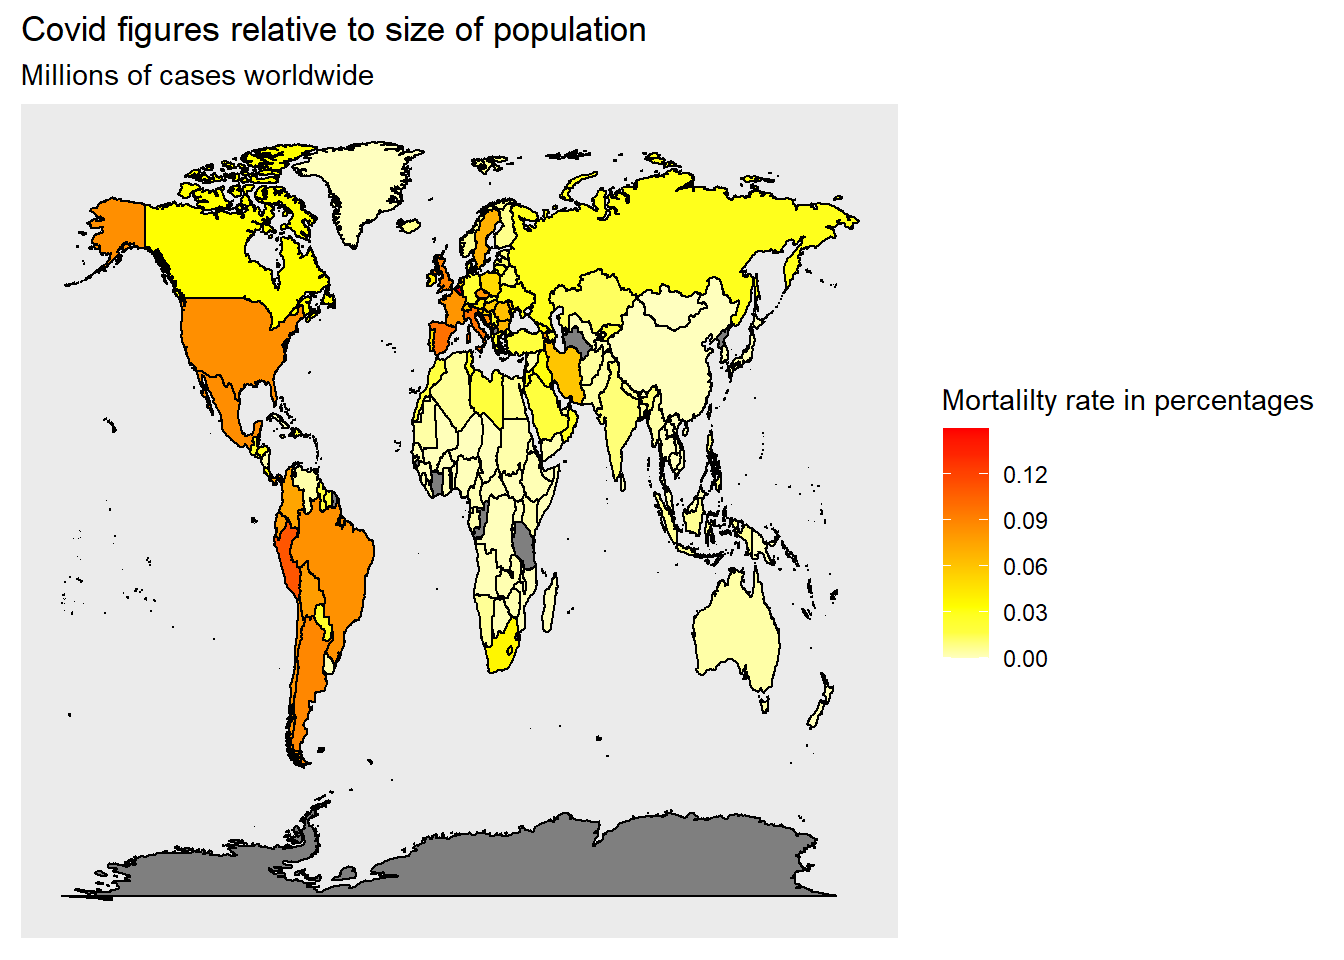 Covid figures relative to size of population
Millions of cases worldwide
Mortalilty rate in percentages
0.12
0.09
0.06
0.03
0.00